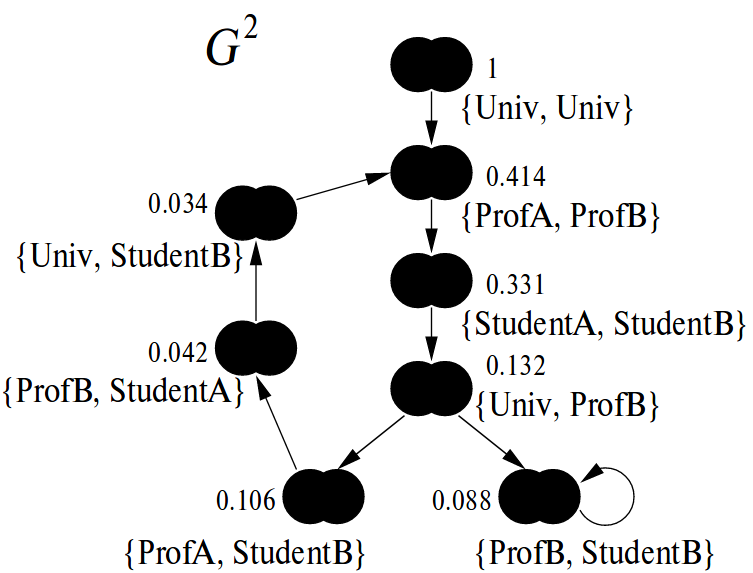 G²
1
{Univ, Univ}
0.414
{ProfA, ProfB}
0.034
{Univ, StudentB}
0.331
{StudentA, StudentB}
0.042
{ProfB, StudentA}
0.132
{Univ, ProfB}
0.106
{ProfA, StudentB}
0.088
{ProfB, StudentB}